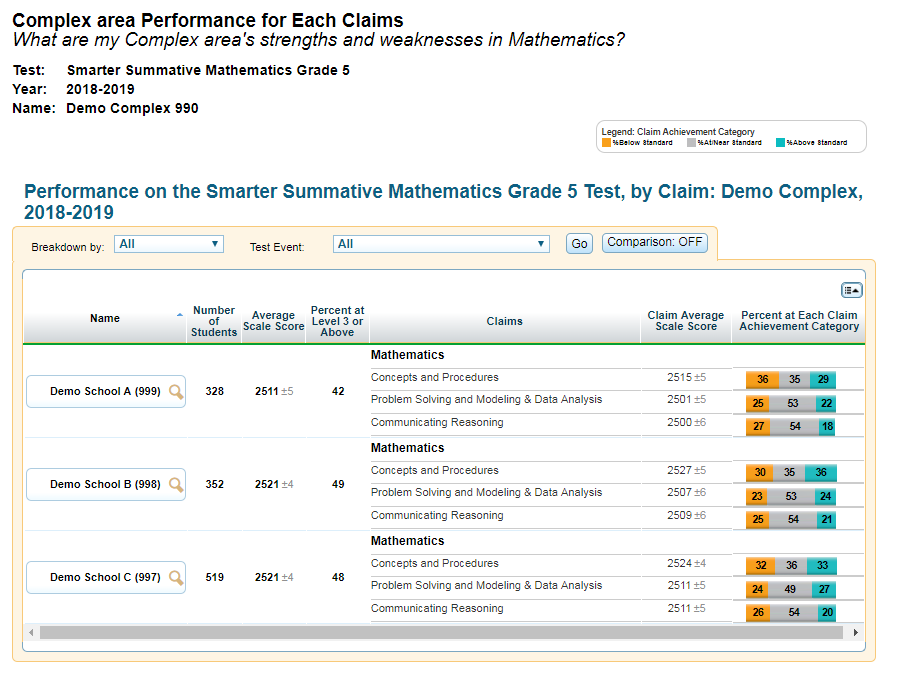 Complex area Performance for Each Claims
What are my Complex area's strengths and weaknesses in Mathematics?
Test: Smarter Summative Mathematics Grade 5
Year: 2018-2019
Name: Demo Complex 990
Legend: Claim Achievement Category
%Below Standard %At/Near Standard %Above Standard
Performance on the Smarter Summative Mathematics Grade 5 Test, by Claim: Demo Complex,
2018-2019
Breakdown by: All Test Event: All Go Comparison: OFF
Name Number of Students Average Scale Score Percent at Level 3 or Above Claims Claim Average Scale Score Percent at Each Claim Achievement Category
Mathematics
Demo School A (999) 328 2511 ±5 42
Concepts and Procedures 2515 ±5 36 35 29
Problem Solving and Modeling & Data Analysis 2501 ±5 25 53 22
Communicating Reasoning 2500 ±6 27 54 18
Mathematics
Demo School B (998) 352 2521 ±4 49
Concepts and Procedures 2527 ±5 30 35 36
Problem Solving and Modeling & Data Analysis 2507 ±6 23 53 24
Communicating Reasoning 2509 ±6 25 54 21
Mathematics
Demo School C (997) 519 2521 ±4 48
Concepts and Procedures 2524 ±4 32 36 33
Problem Solving and Modeling & Data Analysis 2511 ±5 24 49 27
Communicating Reasoning 2511 ±5 26 54 20